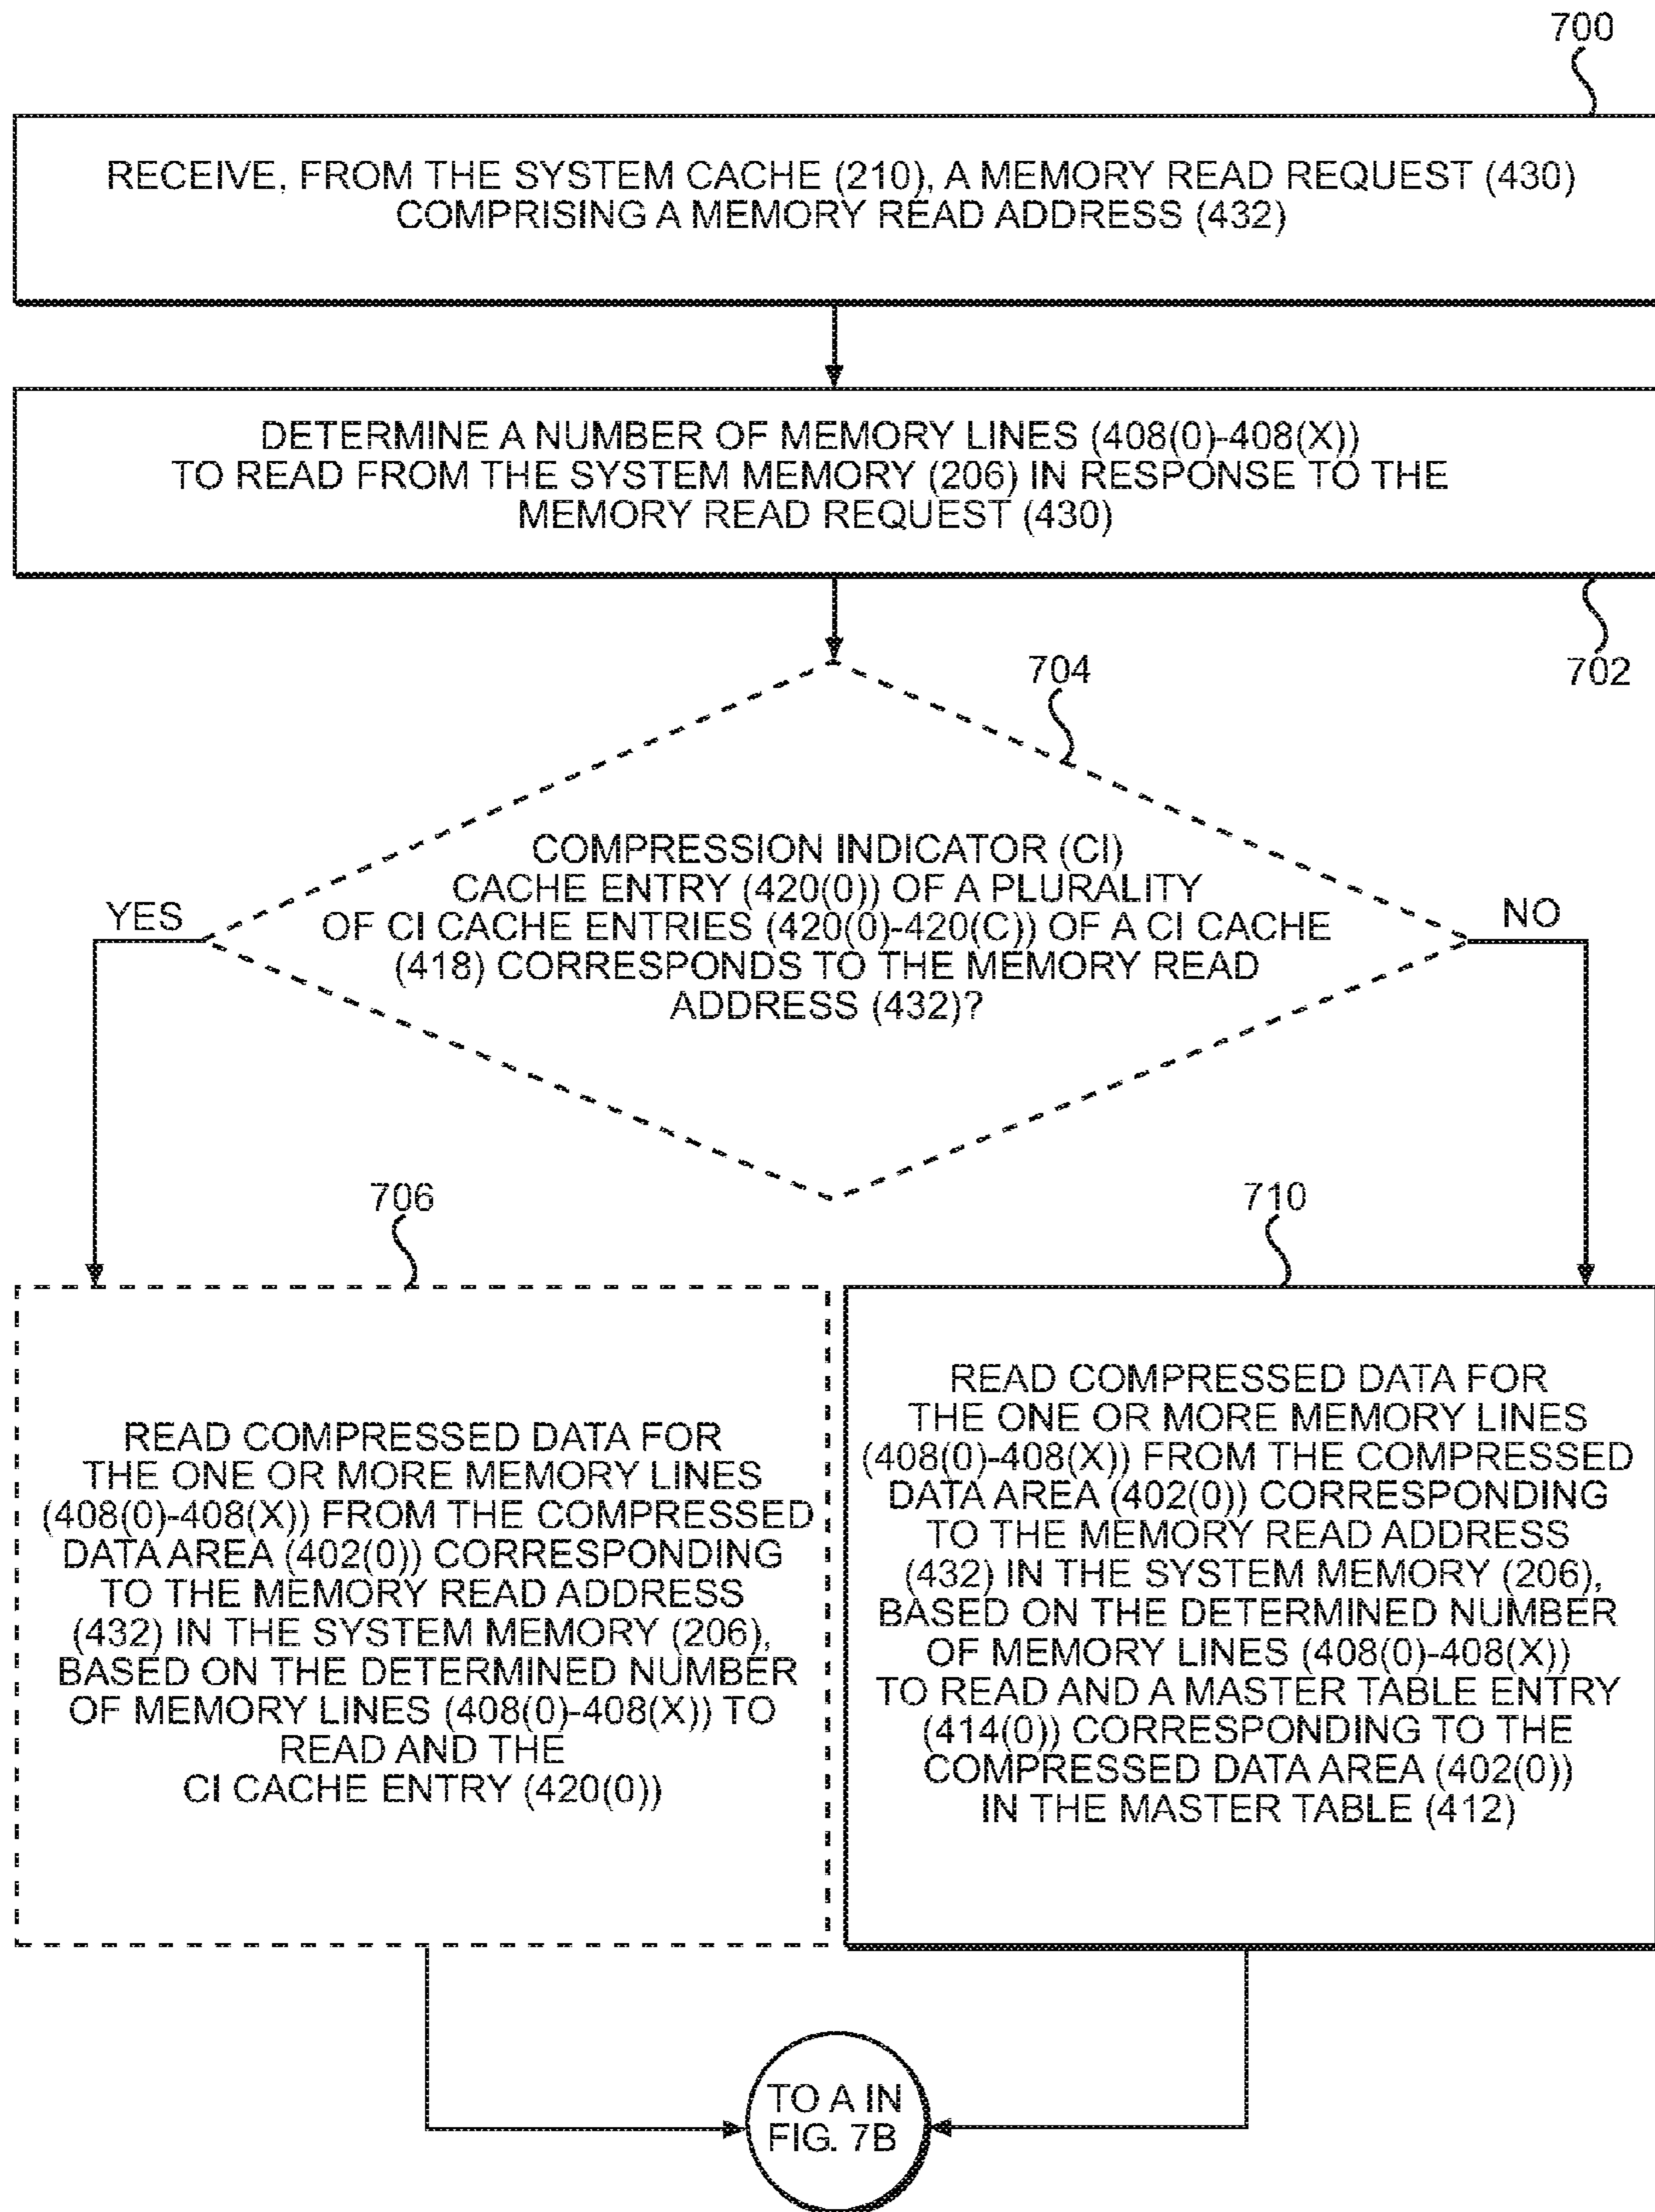 700
RECEIVE, FROM THE SYSTEM CACHE (210), A MEMORY READ REQUEST (430)
COMPRISING A MEMORY READ ADDRESS (432)
DETERMINE A NUMBER OF MEMORY LINES (408(0)-408(X))
TO READ FROM THE SYSTEM MEMORY (206) IN RESPONSE TO THE
MEMORY READ REQUEST (430)
702
704
COMPRESSION INDICATOR (CI)
CACHE ENTRY (420(0)) OF A PLURALITY
OF CI CACHE ENTRIES (420(0)-420(C)) OF A CI CACHE
(418) CORRESPONDS TO THE MEMORY READ
ADDRESS (432)?
YES
NO
706
READ COMPRESSED DATA FOR
THE ONE OR MORE MEMORY LINES
(408(0)-408(X)) FROM THE COMPRESSED
DATA AREA (402(0)) CORRESPONDING
TO THE MEMORY READ ADDRESS
(432) IN THE SYSTEM MEMORY (206),
BASED ON THE DETERMINED NUMBER
OF MEMORY LINES (408(0)-408(X)) TO
READ AND THE
CI CACHE ENTRY (420(0))
710
READ COMPRESSED DATA FOR
THE ONE OR MORE MEMORY LINES
(408(0)-408(X)) FROM THE COMPRESSED
DATA AREA (402(0)) CORRESPONDING
TO THE MEMORY READ ADDRESS
(432) IN THE SYSTEM MEMORY (206),
BASED ON THE DETERMINED NUMBER
OF MEMORY LINES (408(0)-408(X))
TO READ AND A MASTER TABLE ENTRY
(414(0)) CORRESPONDING TO THE
COMPRESSED DATA AREA (402(0))
IN THE MASTER TABLE (412)
TO A IN
FIG. 7B